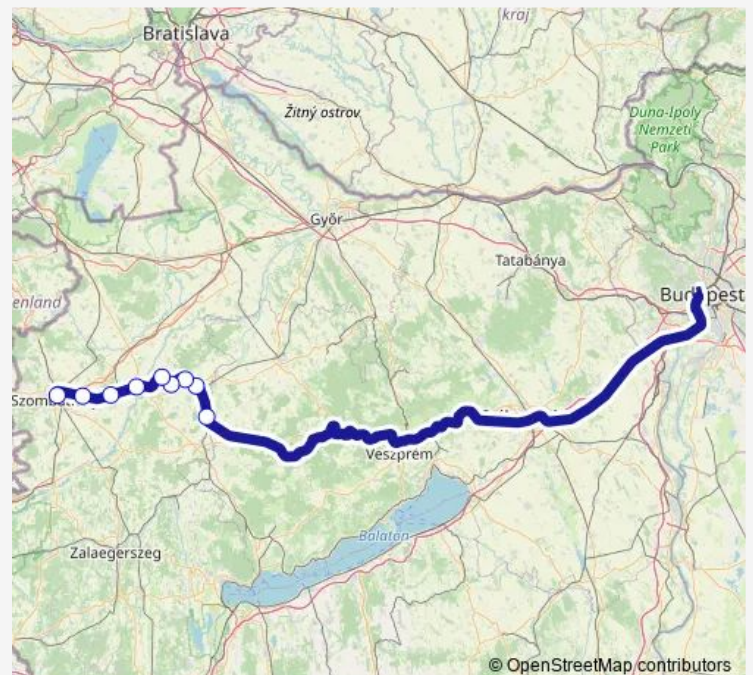 kraj
Bratislava
Žitný ostrov
Duna-Ipoly
Nemzeti
Park
Győr
Tatabánya
Budapest
enland
Veszprém
Balaton
Zalaegerszeg
© OpenStreetMap contributors